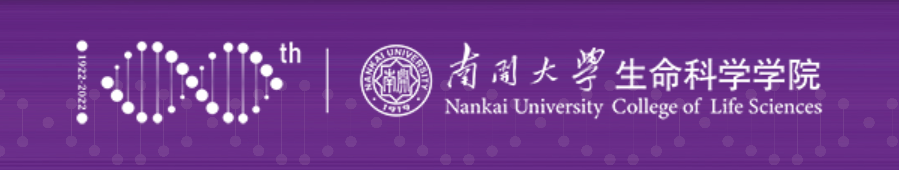 1922-2022
th
NANKAI UNIVERSITY
南開
1919
南開大學 生命科学学院
Nankai University College of Life Sciences